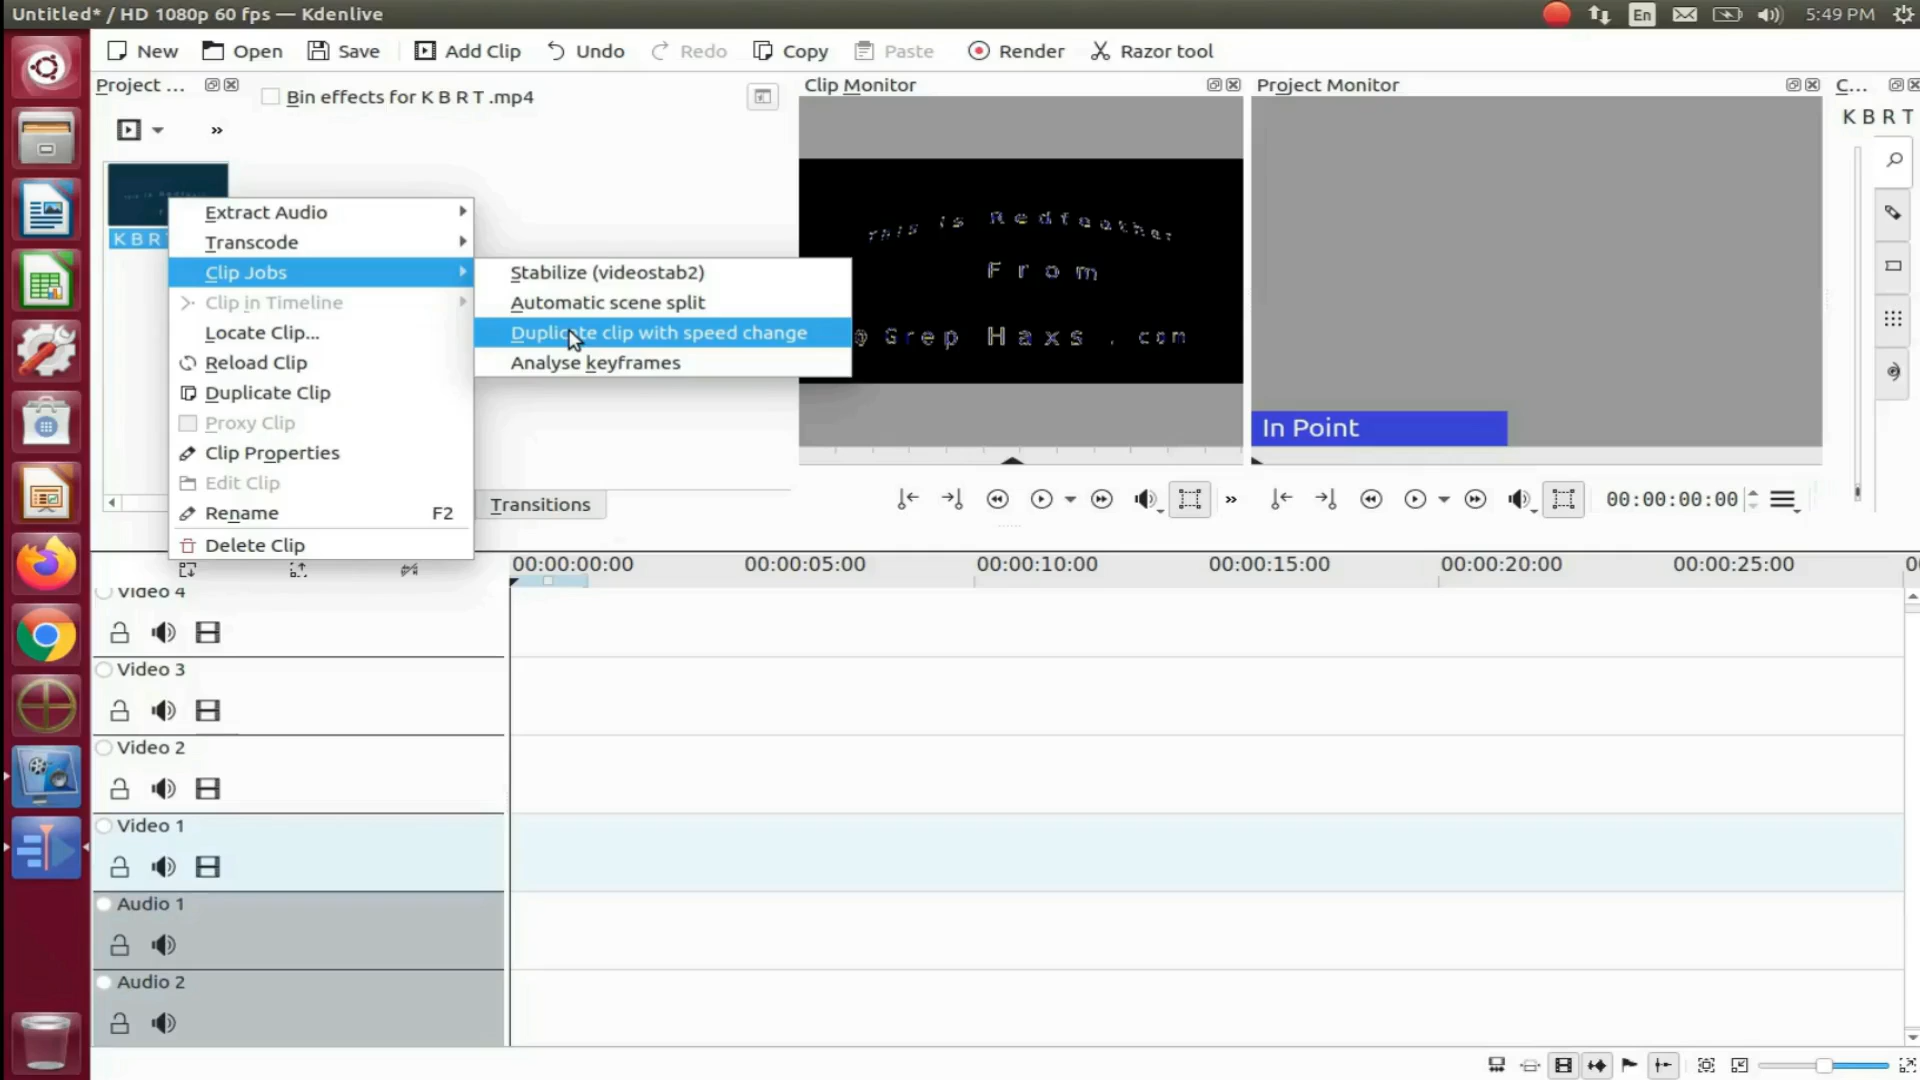 Untitled* / HD 1080p 60 fps — Kdenlive
En
5:49 PM
New
Open
Save
Add Clip
Undo
Redo
Copy
Paste
Render
Razor tool
Project ...
Bin effects for K B R T .mp4
Clip Monitor
Project Monitor
C...
K B R T
»
K B R
Extract Audio
Transcode
Clip Jobs
Clip in Timeline
Locate Clip...
Reload Clip
Duplicate Clip
Proxy Clip
Clip Properties
Edit Clip
Rename F2
Delete Clip
Stabilize (videostab2)
Automatic scene split
Duplicate clip with speed change
Analyse keyframes
This is Redfeather
From
@ Grep Haxs . com
In Point
Transitions
»
00:00:00:00
00:00:00:00
00:00:05:00
00:00:10:00
00:00:15:00
00:00:20:00
00:00:25:00
Video 4
Video 3
Video 2
Video 1
Audio 1
Audio 2